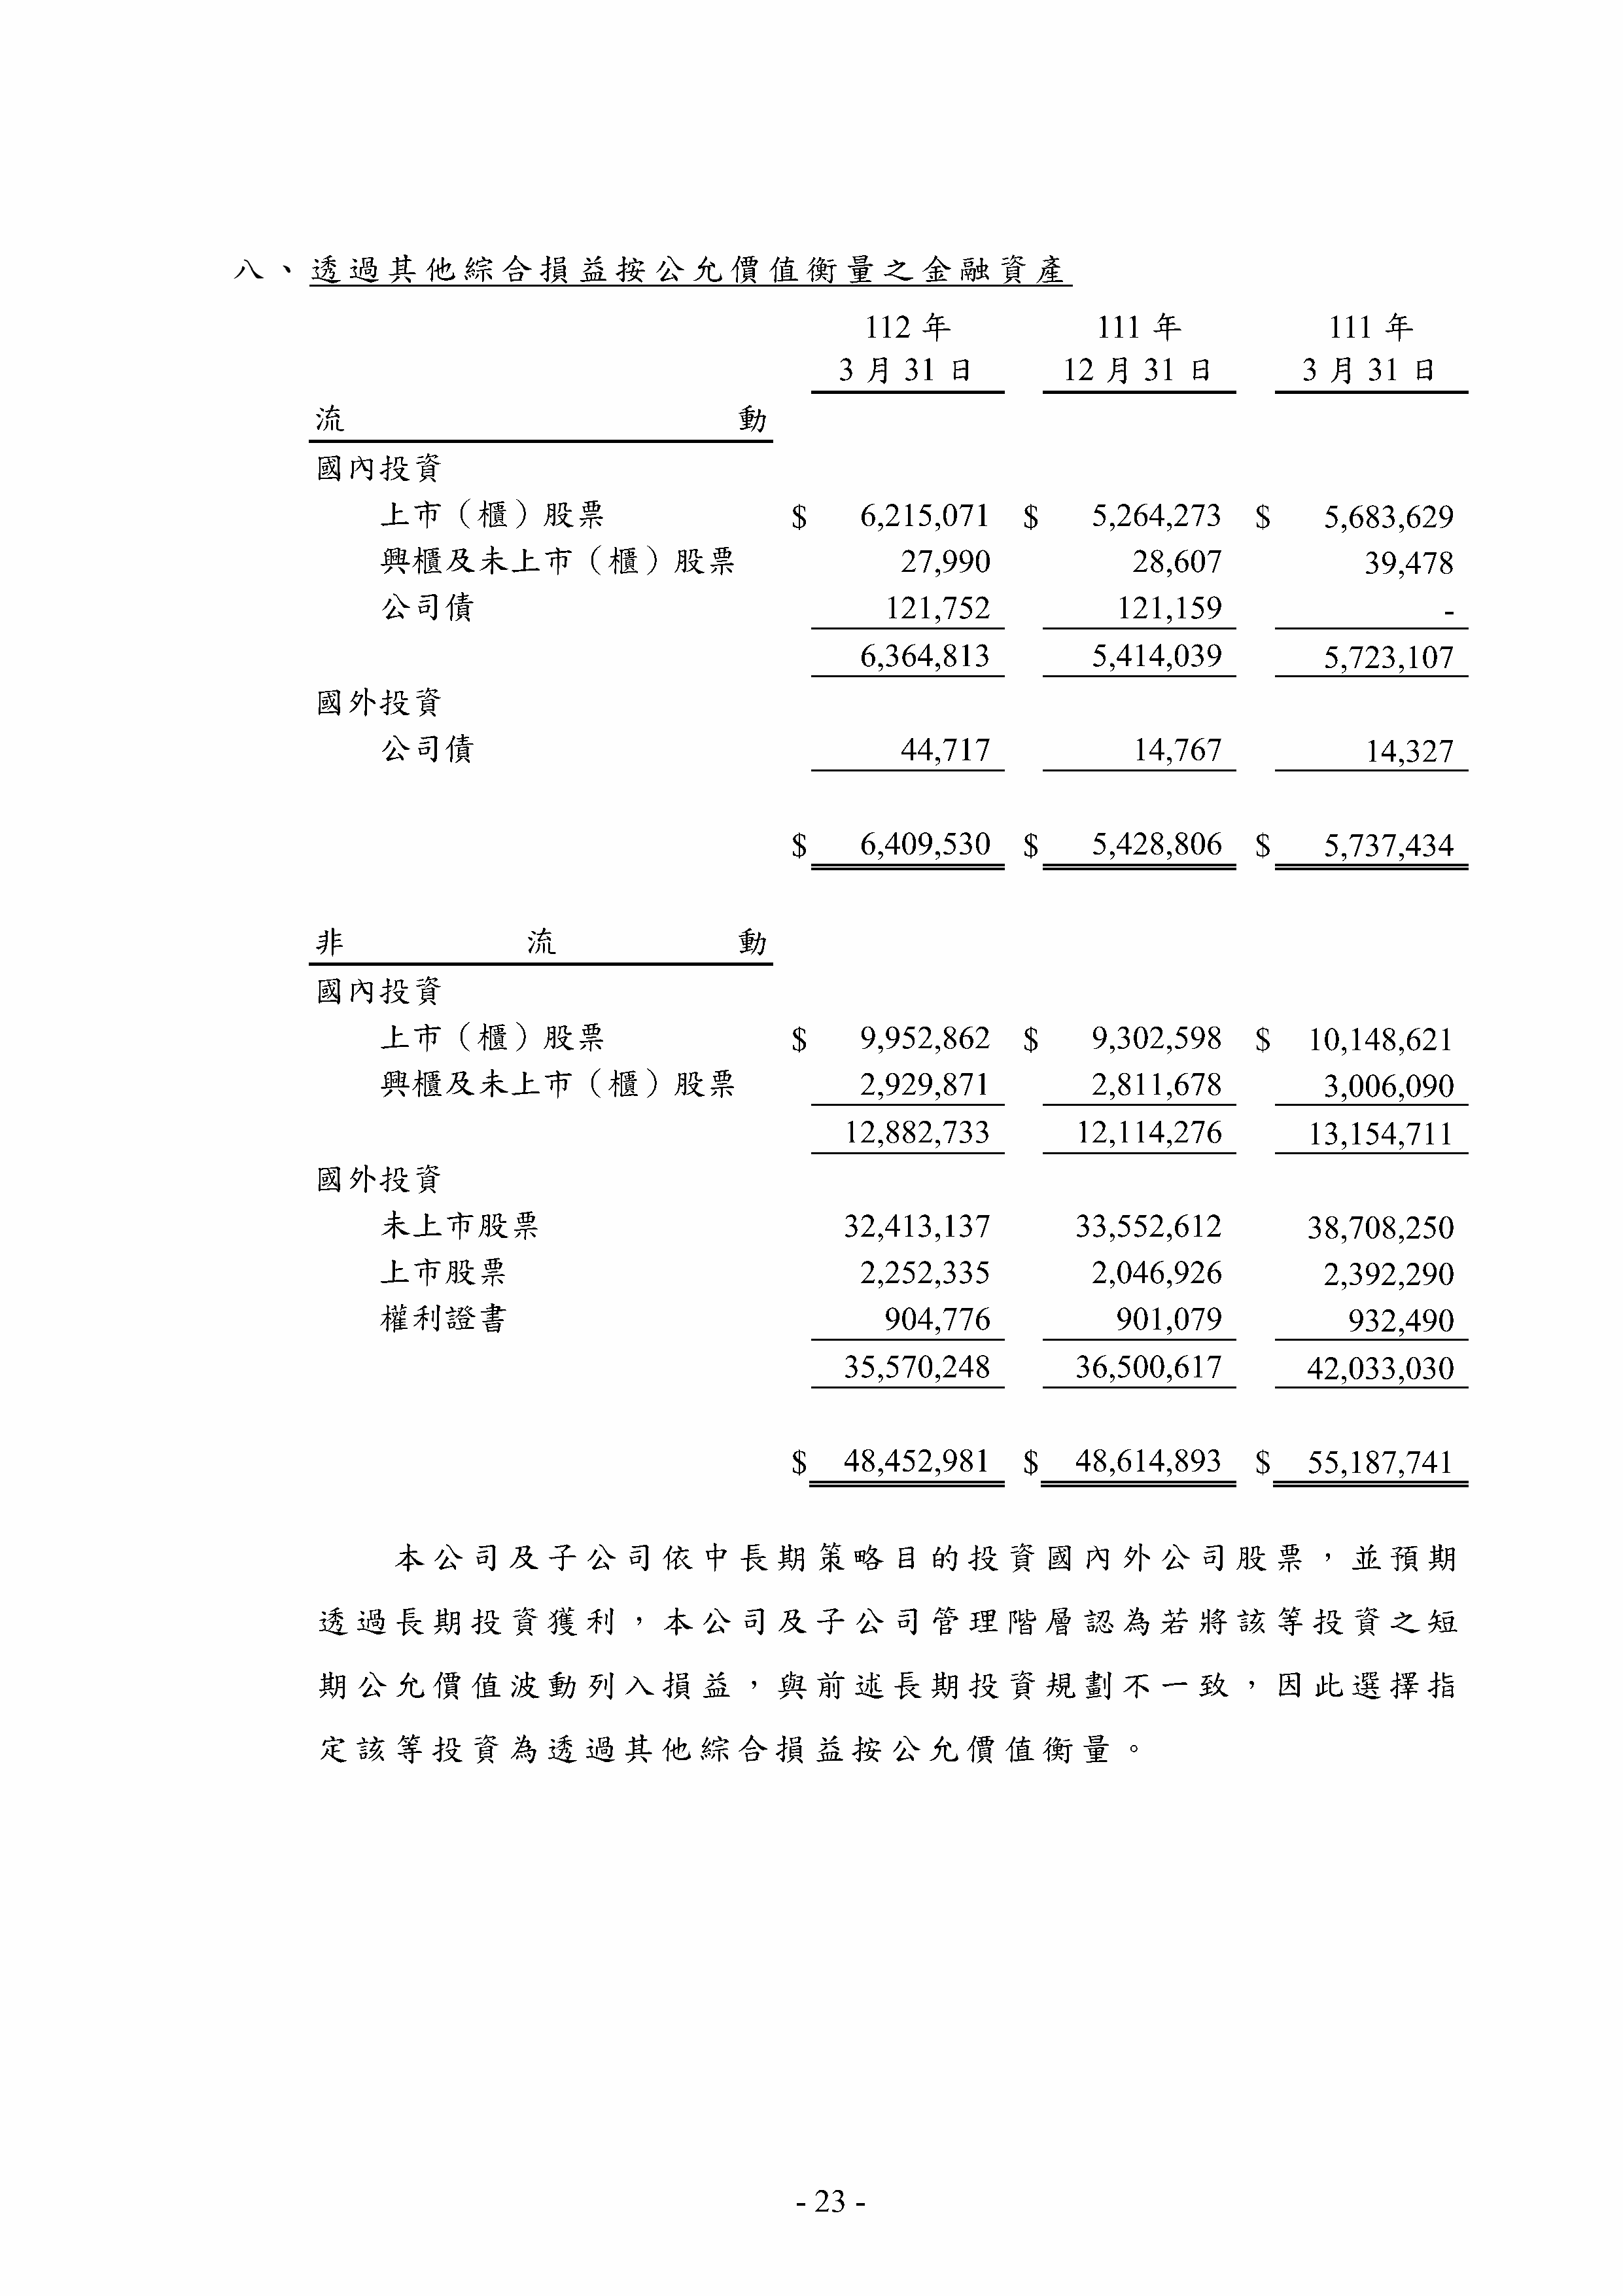 八、透過其他綜合損益按公允價值衡量之金融資產
112 年 111 年 111 年
3 月 31 日 12 月 31 日 3 月 31 日
流 動
國內投資
上市（櫃）股票 $ 6,215,071 $ 5,264,273 $ 5,683,629
興櫃及未上市（櫃）股票 27,990 28,607 39,478
公司債 121,752 121,159 -
6,364,813 5,414,039 5,723,107
國外投資
公司債 44,717 14,767 14,327
$ 6,409,530 $ 5,428,806 $ 5,737,434
非 流 動
國內投資
上市（櫃）股票 $ 9,952,862 $ 9,302,598 $ 10,148,621
興櫃及未上市（櫃）股票 2,929,871 2,811,678 3,006,090
12,882,733 12,114,276 13,154,711
國外投資
未上市股票 32,413,137 33,552,612 38,708,250
上市股票 2,252,335 2,046,926 2,392,290
權利證書 904,776 901,079 932,490
35,570,248 36,500,617 42,033,030
$ 48,452,981 $ 48,614,893 $ 55,187,741
本公司及子公司依中長期策略目的投資國內外公司股票，並預期
透過長期投資獲利，本公司及子公司管理階層認為若將該等投資之短
期公允價值波動列入損益，與前述長期投資規劃不一致，因此選擇指
定該等投資為透過其他綜合損益按公允價值衡量。
- 23 -